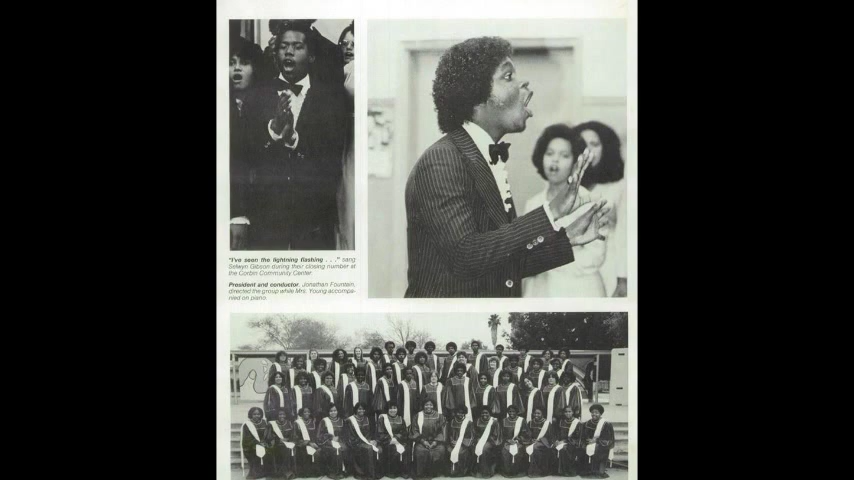 "I've seen the lightning flashing . . ." sang
Selwyn Gibson during their closing number at
the Corbin Community Center.
President and conductor, Jonathan Fountain,
directed the group while Mrs. Young accompa-
nied on piano.